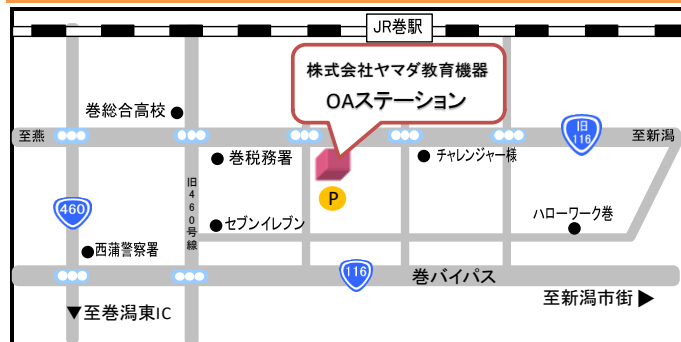 JR巻駅
株式会社ヤマダ教育機器
OAステーション
巻総合高校
至燕
旧
116
至新潟
巻税務署
チャレンジャー様
旧460号線
P
460
セブンイレブン
ハローワーク巻
西蒲警察署
116
巻バイパス
至新潟市街▶
▼至巻潟東IC